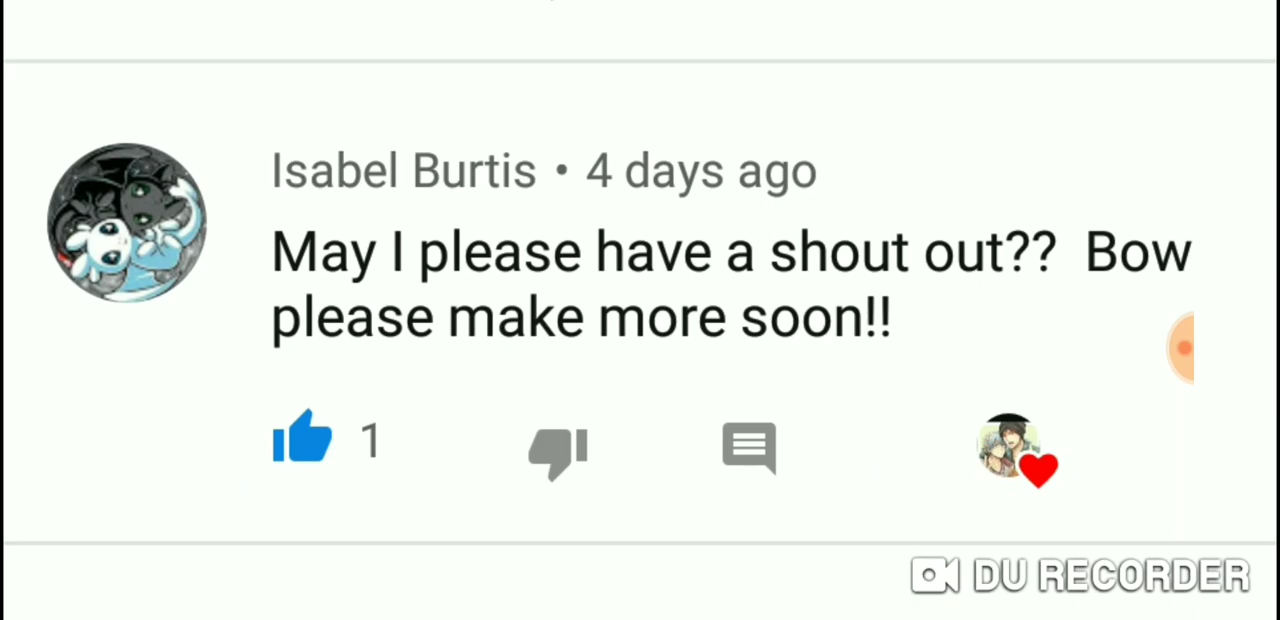 Isabel Burtis • 4 days ago
May I please have a shout out??  Bow
please make more soon!!
1
DU RECORDER